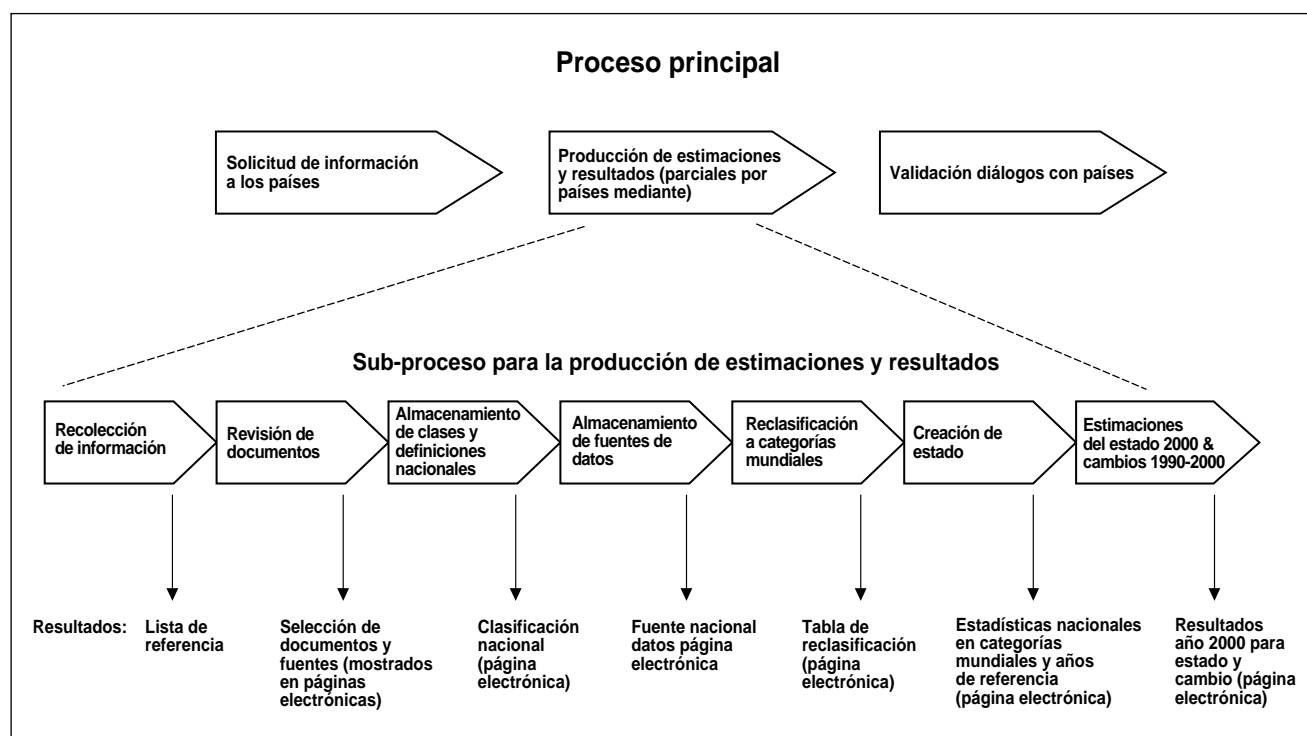 Proceso principal
Solicitud de información
a los países
Producción de estimaciones
y resultados (parciales por
países mediante)
Validación diálogos con países
Sub-proceso para la producción de estimaciones y resultados
Recolección
de información
Revisión de
documentos
Almacenamiento
de clases y
definiciones
nacionales
Almacenamiento
de fuentes de
datos
Reclasificación
a categorías
mundiales
Creación de
estado
Estimaciones
del estado 2000 &
cambios 1990-2000
Resultados:
Lista de
referencia
Selección de
documentos y
fuentes (mostrados
en páginas
electrónicas)
Clasificación
nacional
(página
electrónica)
Fuente nacional
datos página
electrónica
Tabla de
reclasificación
(página
electrónica)
Estadísticas nacionales
en categorías
mundiales y años
de referencia
(página electrónica)
Resultados
año 2000 para
estado y
cambio (página
electrónica)